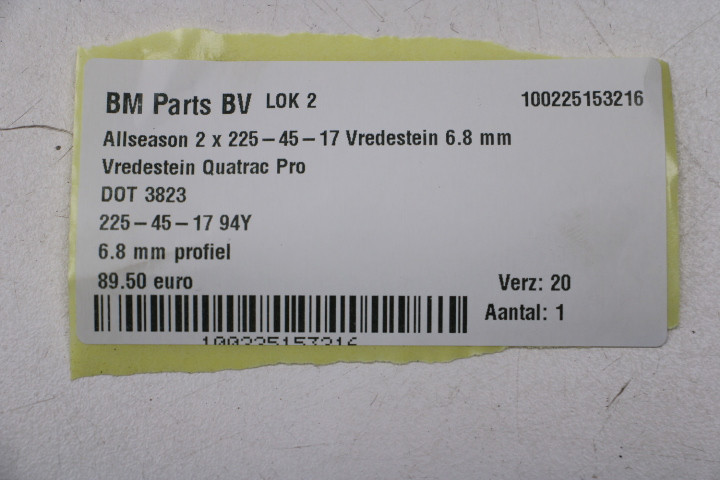 BM Parts BV LOK 2 100225153216
Allseason 2 x 225-45-17 Vredestein 6.8 mm
Vredestein Quatrac Pro
DOT 3823
225-45-17 94Y
6.8 mm profiel
89.50 euro Verz: 20
Aantal: 1
100225153216